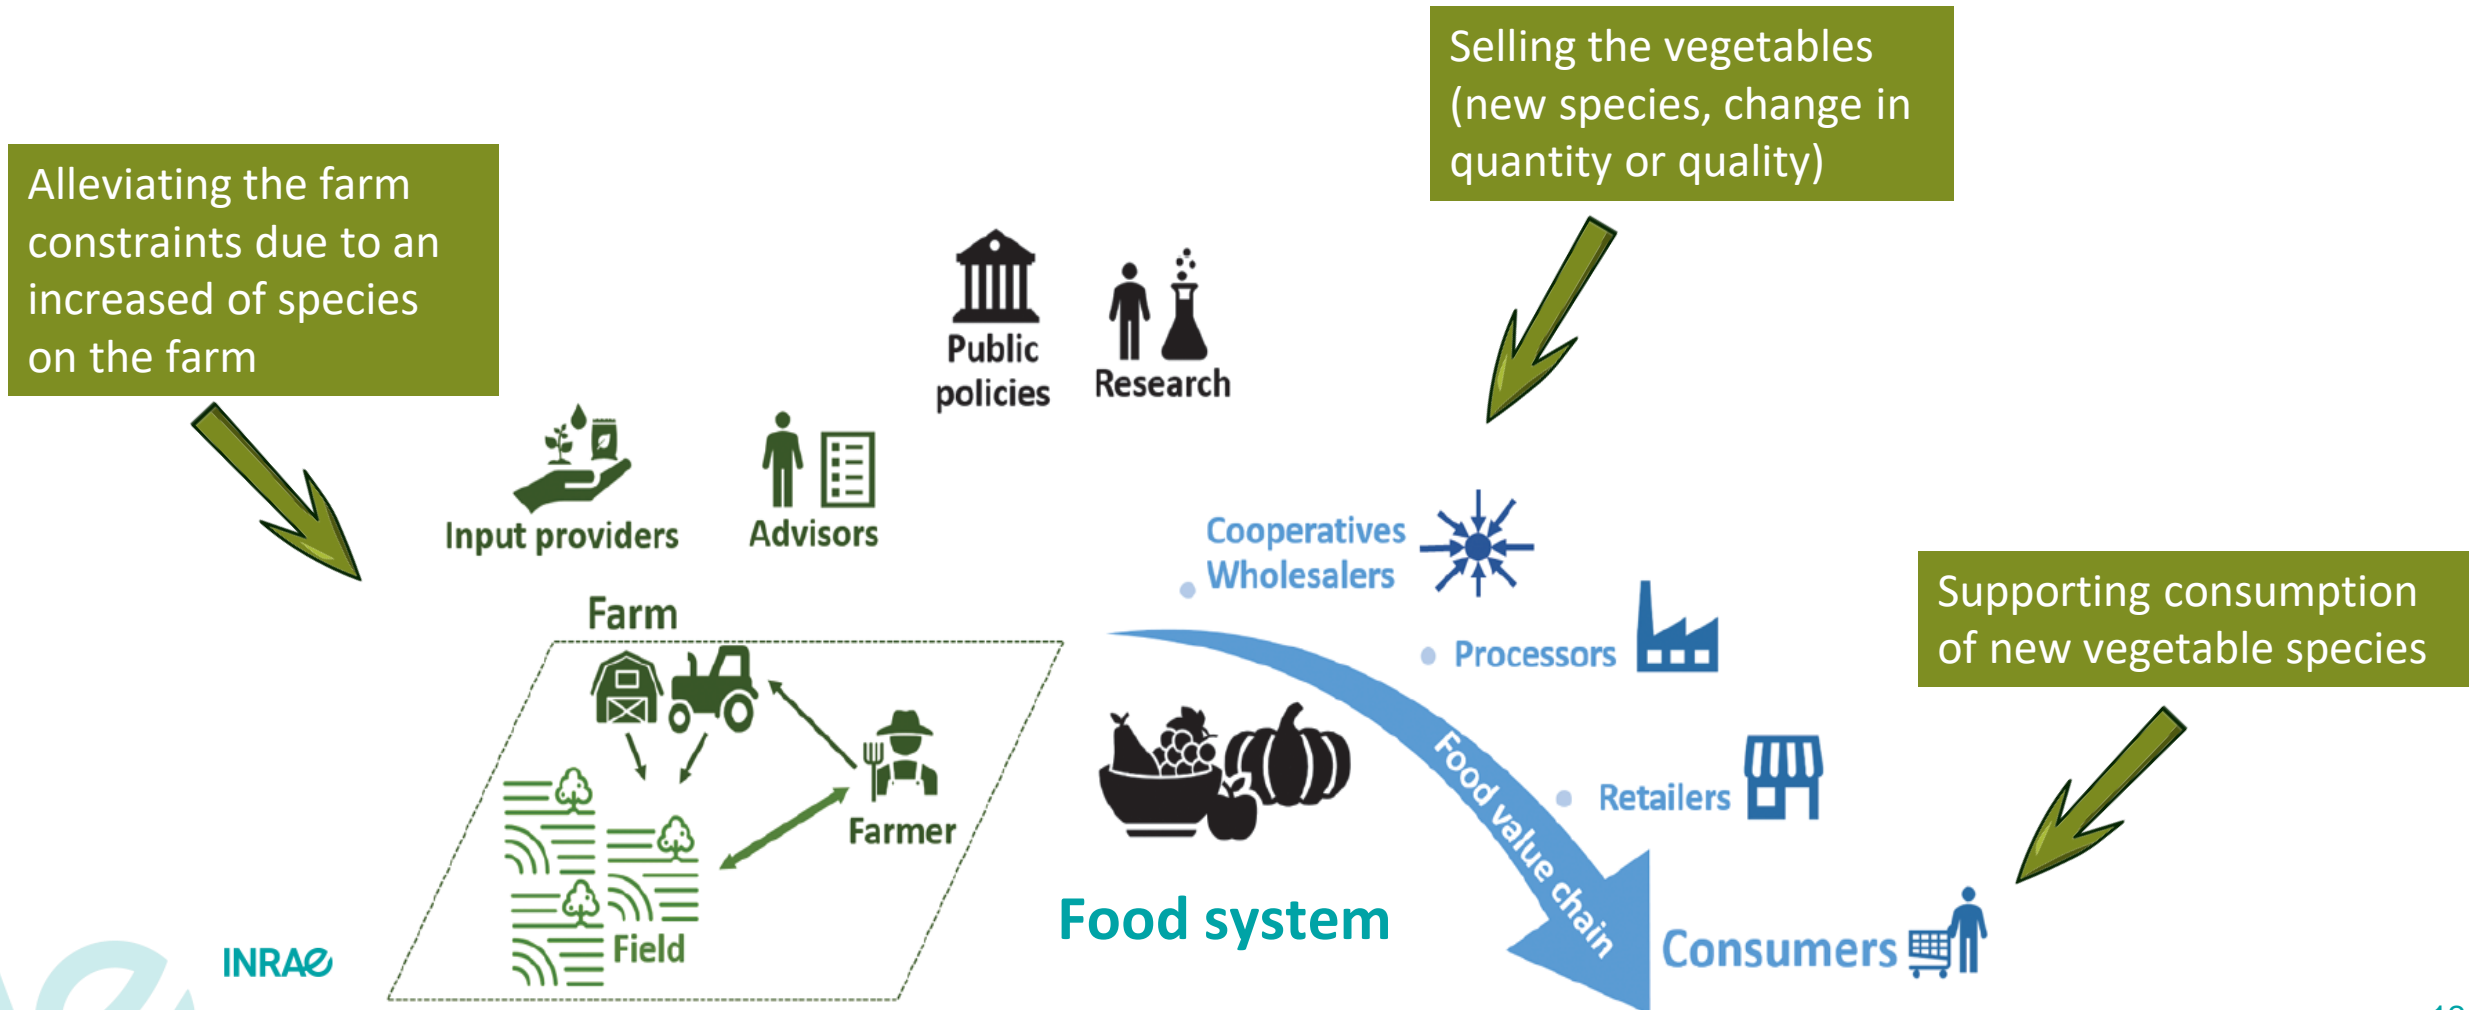 Selling the vegetables
(new species, change in
quantity or quality)
Alleviating the farm
constraints due to an
increased of species
on the farm
Public
policies
Research
Input providers
Advisors
Cooperatives
Wholesalers
Supporting consumption
of new vegetable species
Farm
Processors
Food value chain
Retailers
Farmer
Food system
Field
Consumers
INRAE